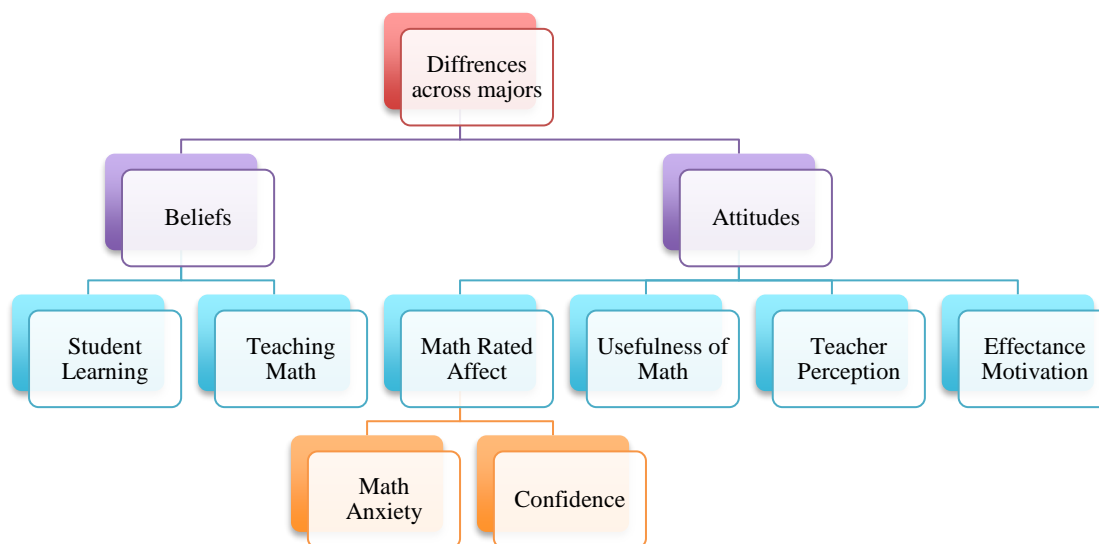 Diffrences
across majors
Beliefs
Attitudes
Student
Learning
Teaching
Math
Math Rated
Affect
Usefulness of
Math
Teacher
Perception
Effectance
Motivation
Math
Anxiety
Confidence